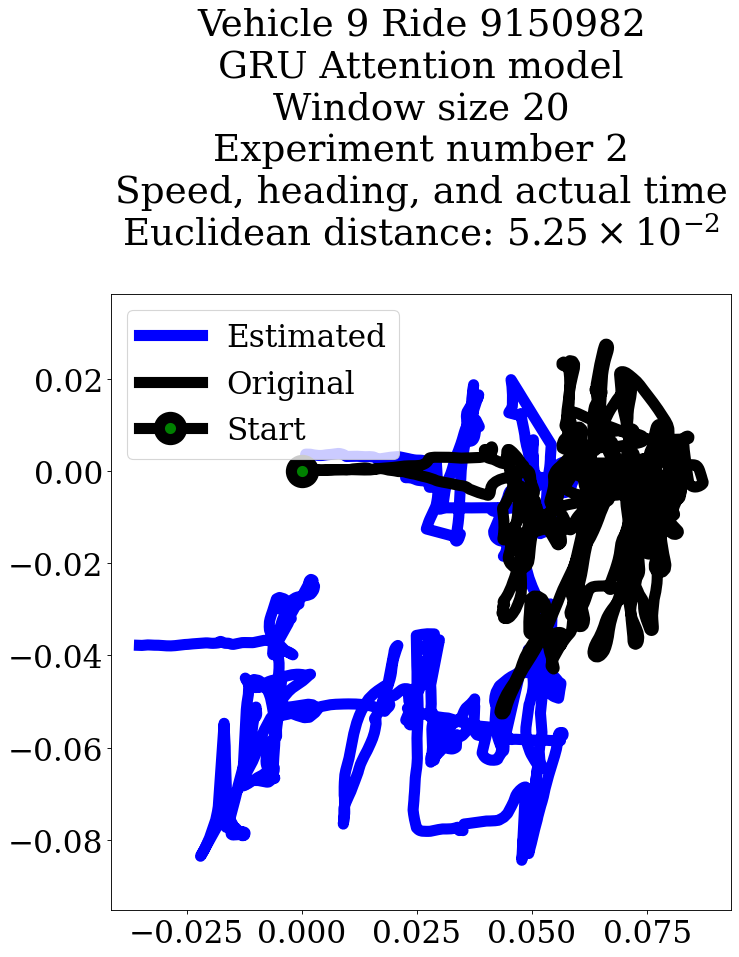 Vehicle 9 Ride 9150982
GRU Attention model
Window size 20
Experiment number 2
Speed, heading, and actual time
Euclidean distance: 5.25 × 10⁻²
Estimated
Original
Start
0.02
0.00
−0.02
−0.04
−0.06
−0.08
−0.025 0.000 0.025 0.050 0.075